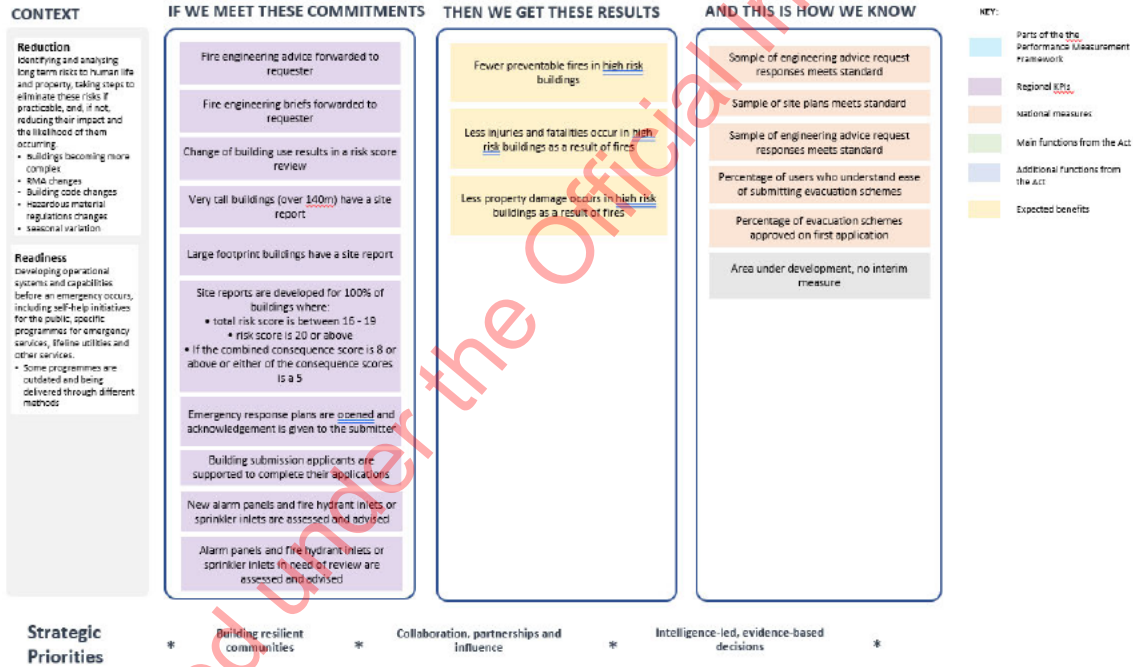 CONTEXT
Reduction
Identifying and analysing
long term risks to human life
and property, taking steps to
eliminate these risks if
practicable, and, if not,
reducing their impact and
the likelihood of them
occurring.
• Buildings becoming more
complex
• RMA changes
• Building code changes
• Hazardous material
regulations changes
• Seasonal variation
Readiness
Developing operational
systems and capabilities
before an emergency occurs,
including self-help initiatives
for the public, specific
programmes for emergency
services, lifeline utilities and
other services.
• Some programmes are
outdated and being
delivered through different
methods
IF WE MEET THESE COMMITMENTS
Fire engineering advice forwarded to
requester
Fire engineering briefs forwarded to
requester
Change of building use results in a risk score
review
Very tall buildings (over 140m) have a site
report
Large footprint buildings have a site report
Site reports are developed for 100% of
buildings where:
• total risk score is between 16 - 19
• risk score is 20 or above
• If the combined consequence score is 8 or
above or either of the consequence scores
is a 5
Emergency response plans are opened and
acknowledgement is given to the submitter
Building submission applicants are
supported to complete their applications
New alarm panels and fire hydrant inlets or
sprinkler inlets are assessed and advised
Alarm panels and fire hydrant inlets or
sprinkler inlets in need of review are
assessed and advised
THEN WE GET THESE RESULTS
Fewer preventable fires in high risk
buildings
Less injuries and fatalities occur in high
risk buildings as a result of fires
Less property damage occurs in high risk
buildings as a result of fires
AND THIS IS HOW WE KNOW
Sample of engineering advice request
responses meets standard
Sample of site plans meets standard
Sample of engineering advice request
responses meets standard
Percentage of users who understand ease
of submitting evacuation schemes
Percentage of evacuation schemes
approved on first application
Area under development, no interim
measure
KEY:
Parts of the the
Performance Measurement
Framework
Regional KPIs
National measures
Main functions from the Act
Additional functions from
the Act
Expected benefits
Strategic
Priorities
* Building resilient
communities
* Collaboration, partnerships and
influence
* Intelligence-led, evidence-based
decisions
*
under the Official